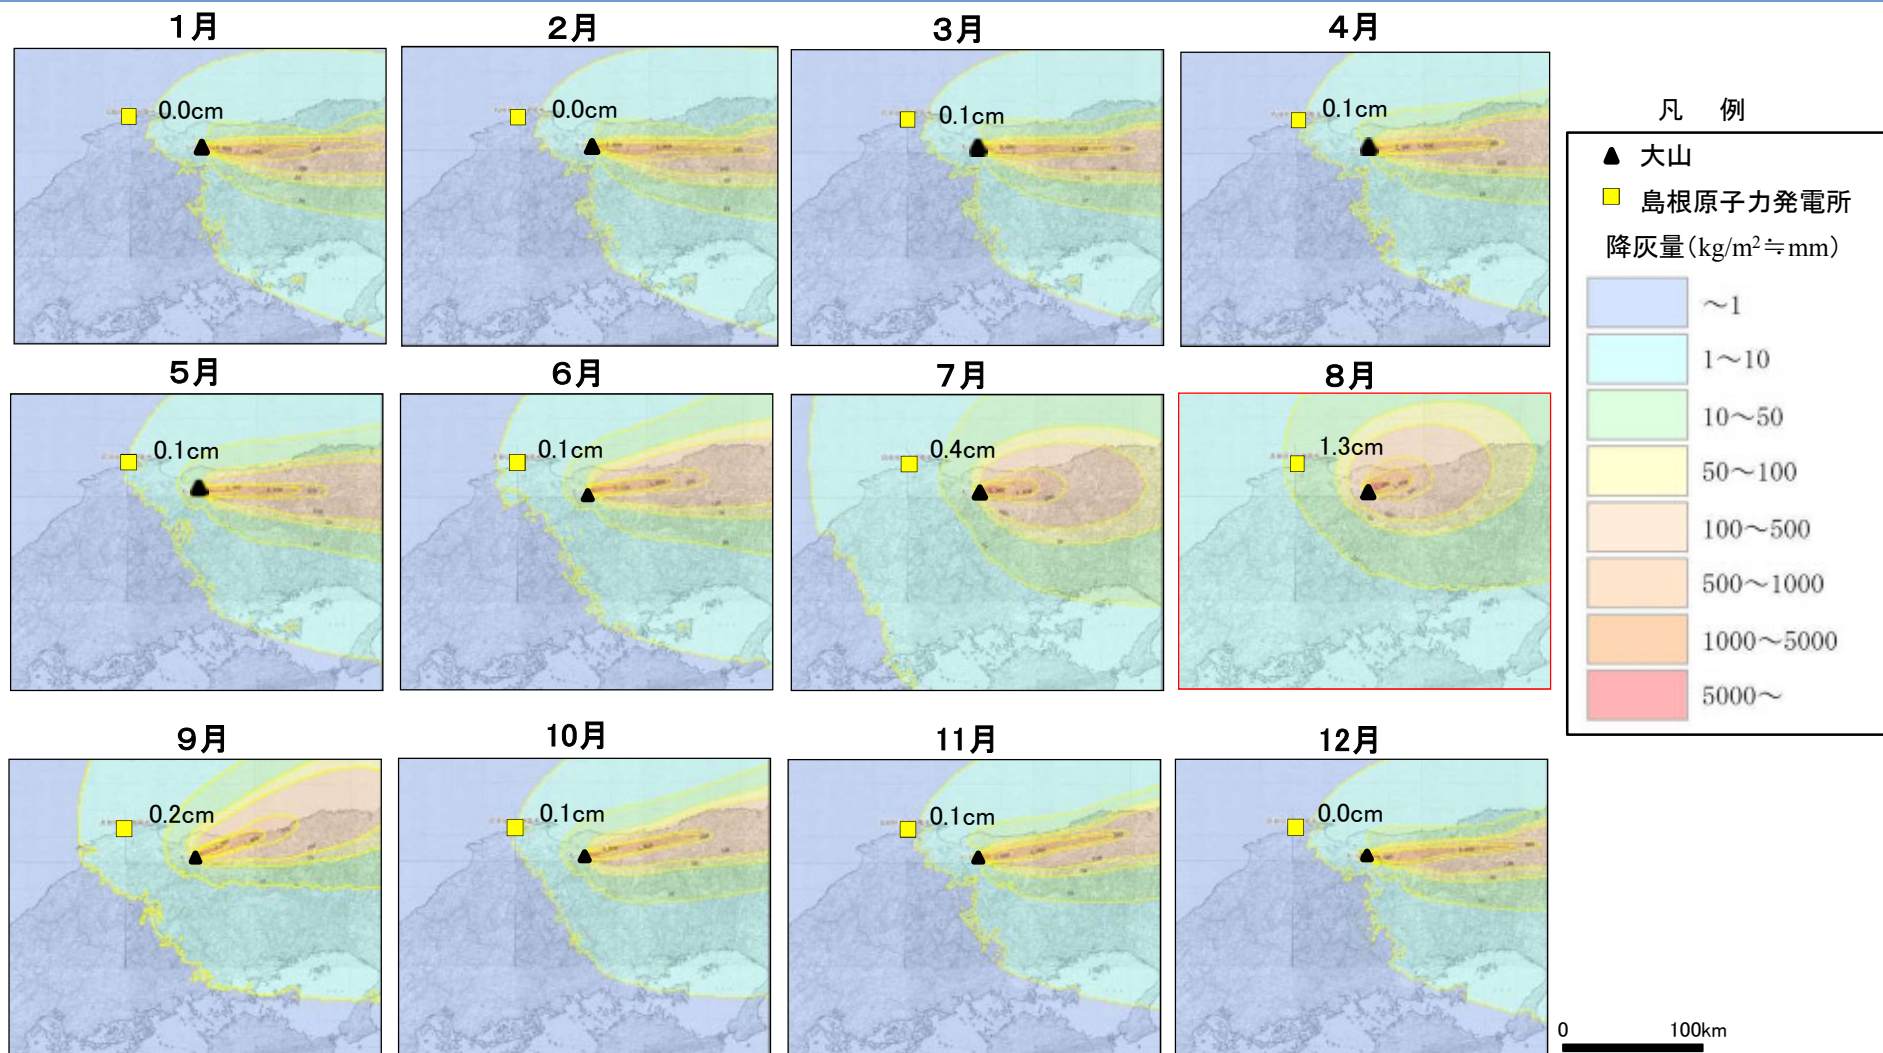 1月
2月
3月
4月
0.0cm
0.0cm
0.1cm
0.1cm
5月
6月
7月
8月
0.1cm
0.1cm
0.4cm
1.3cm
9月
10月
11月
12月
0.2cm
0.1cm
0.1cm
0.0cm
凡 例
大山
島根原子力発電所
降灰量(kg/m²≒mm)
～1
1～10
10～50
50～100
100～500
500～1000
1000～5000
5000～
0 100km